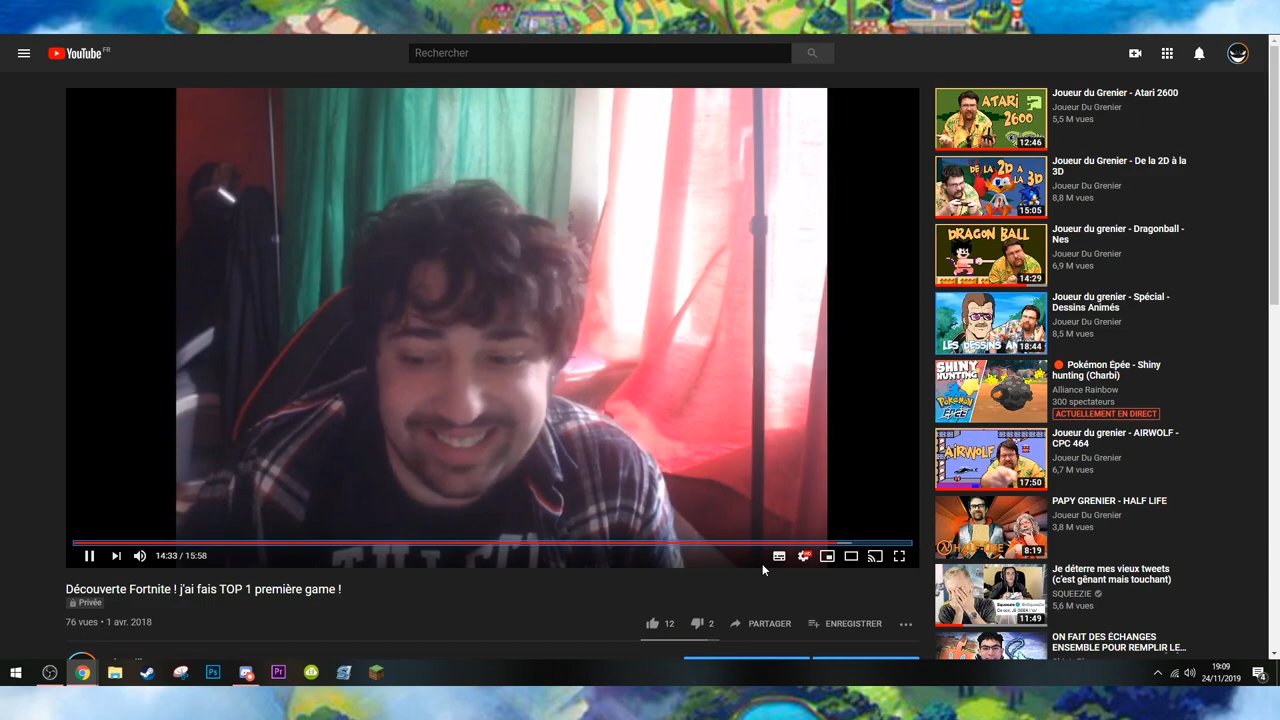 YouTube FR
Rechercher
14:33 / 15:58
HD
Découverte Fortnite ! j'ai fais TOP 1 première game !
Privée
76 vues • 1 avr. 2018
12
2
PARTAGER
ENREGISTRER
ATARI
2600
12:46
Joueur du Grenier - Atari 2600
Joueur Du Grenier
5,5 M vues
DE LA 2D A
LA 3D
15:05
Joueur du Grenier - De la 2D à la
3D
Joueur Du Grenier
8,8 M vues
DRAGON BALL
14:29
Joueur du grenier - Dragonball -
Nes
Joueur Du Grenier
6,9 M vues
LES DESSINS AN
18:44
Joueur du grenier - Spécial -
Dessins Animés
Joueur Du Grenier
8,5 M vues
SHINY
HUNTING
POKÉMON
ÉPÉE
Pokémon Épée - Shiny
hunting (Charbi)
Alliance Rainbow
300 spectateurs
ACTUELLEMENT EN DIRECT
AIRWOLF
17:50
Joueur du grenier - AIRWOLF -
CPC 464
Joueur Du Grenier
6,7 M vues
HALF-LIFE
8:19
PAPY GRENIER - HALF LIFE
Joueur Du Grenier
3,8 M vues
Squeezie
11:49
Je déterre mes vieux tweets
(c'est gênant mais touchant)
SQUEEZIE
5,6 M vues
ON FAIT DES ÉCHANGES
ENSEMBLE POUR REMPLIR LE...
Ps
Pr
19:09
24/11/2019
4